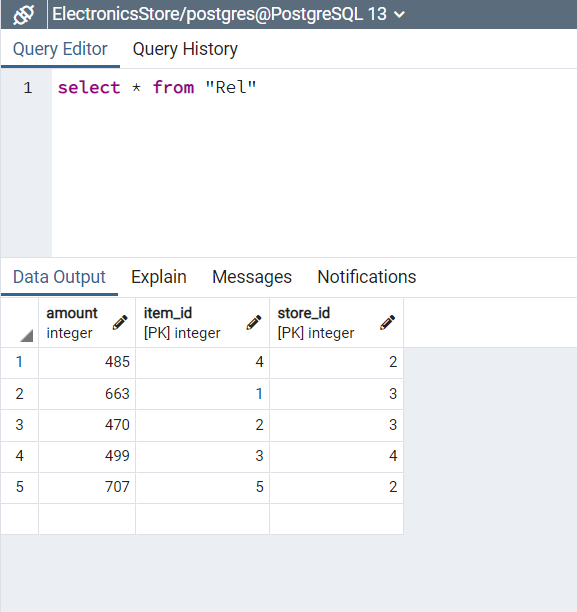 ElectronicsStore/postgres@PostgreSQL 13
Query Editor Query History
1 select * from "Rel"
Data Output Explain Messages Notifications
amount item_id store_id
integer [PK] integer [PK] integer
1 485 4 2
2 663 1 3
3 470 2 3
4 499 3 4
5 707 5 2